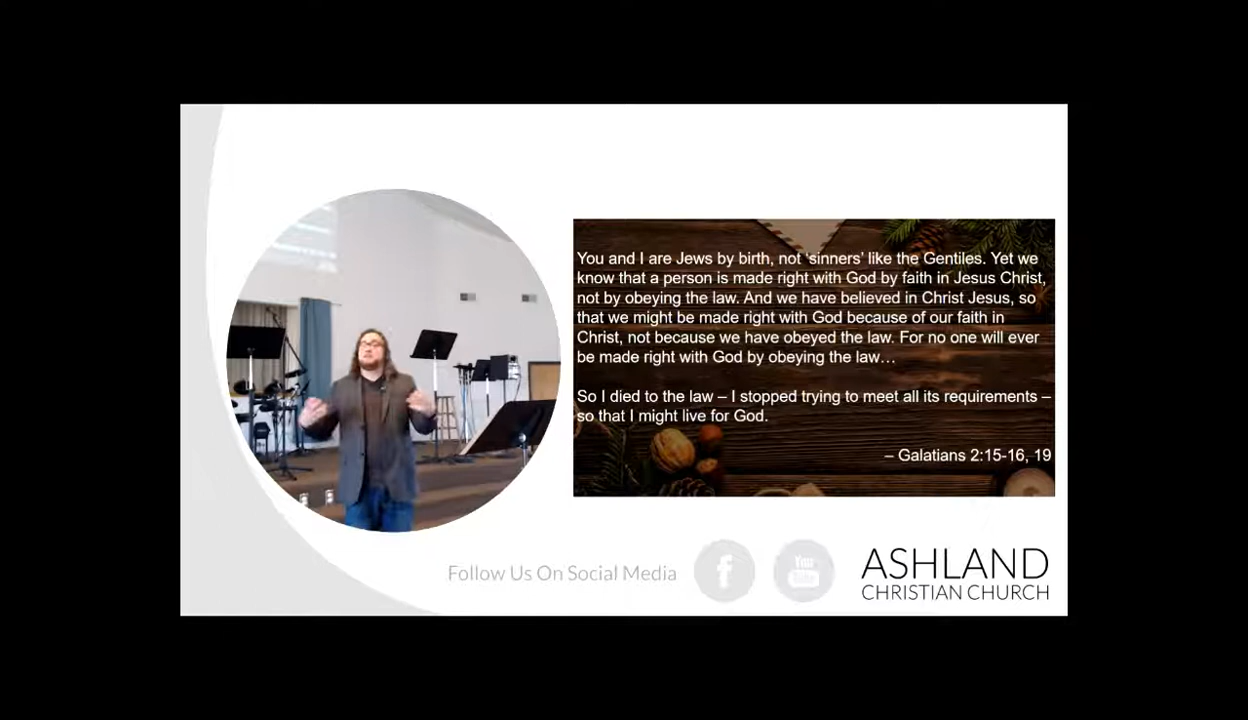 You and I are Jews by birth, not ‘sinners’ like the Gentiles. Yet we
know that a person is made right with God by faith in Jesus Christ,
not by obeying the law. And we have believed in Christ Jesus, so
that we might be made right with God because of our faith in
Christ, not because we have obeyed the law. For no one will ever
be made right with God by obeying the law…
So I died to the law – I stopped trying to meet all its requirements –
so that I might live for God.
– Galatians 2:15-16, 19
Follow Us On Social Media
f
You
Tube
ASHLAND
CHRISTIAN CHURCH